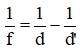 1/f = 1/d - 1/d'